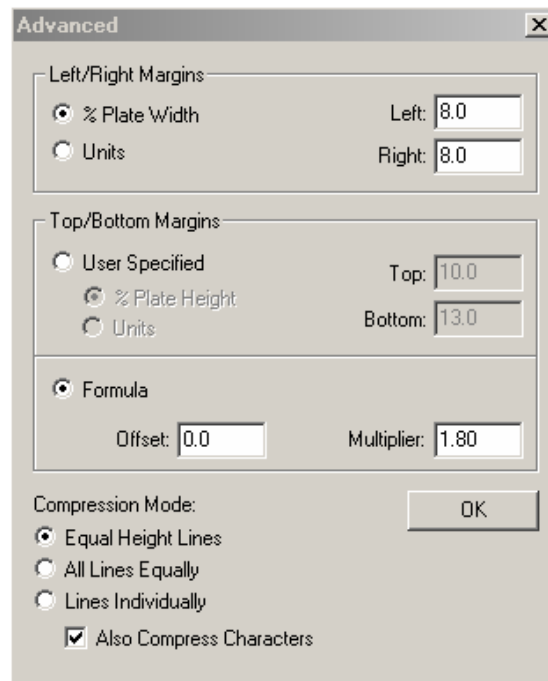 Advanced
Left/Right Margins
% Plate Width
Left: 8.0
Units
Right: 8.0
Top/Bottom Margins
User Specified
Top: 10.0
% Plate Height
Bottom: 13.0
Units
Formula
Offset: 0.0
Multiplier: 1.80
Compression Mode:
OK
Equal Height Lines
All Lines Equally
Lines Individually
Also Compress Characters